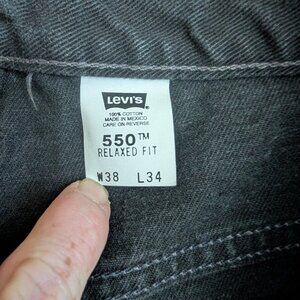 LEVI'S
100% COTTON
MADE IN MEXICO
CARE ON REVERSE
550™
RELAXED FIT
W38 L34